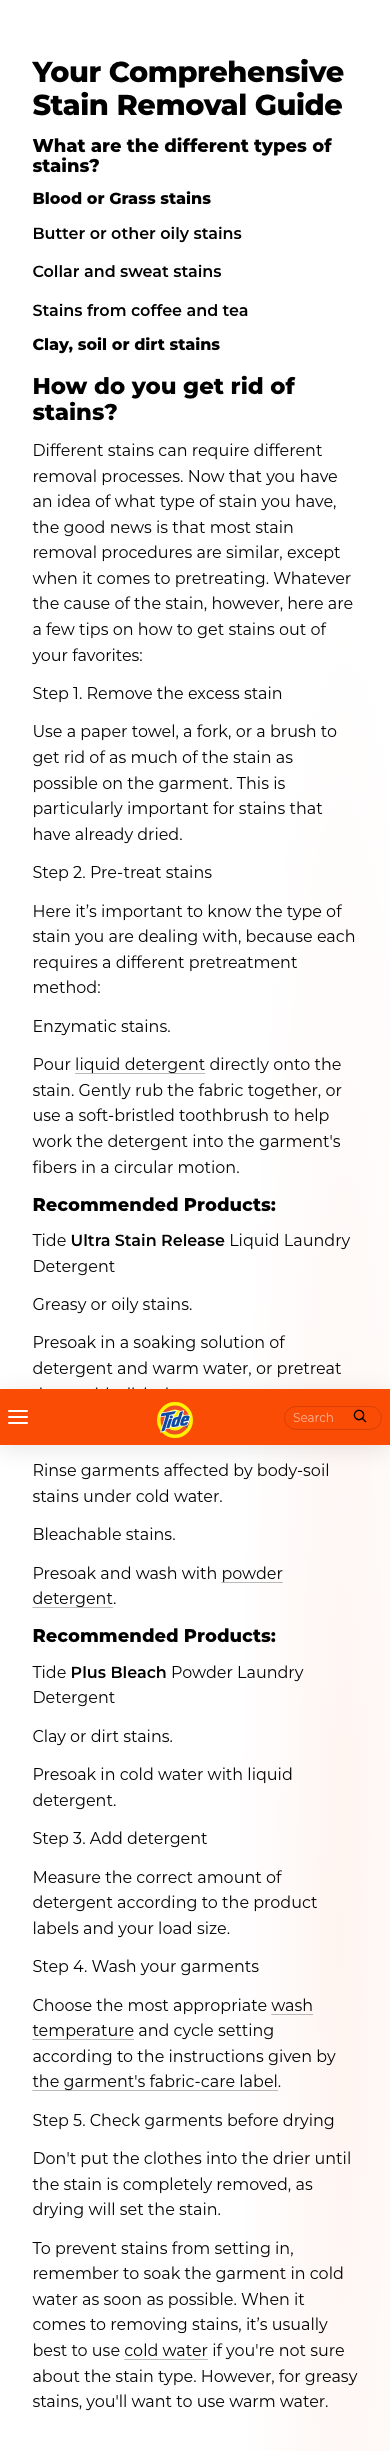 Your Comprehensive
Stain Removal Guide
What are the different types of
stains?
Blood or Grass stains
Butter or other oily stains
Collar and sweat stains
Stains from coffee and tea
Clay, soil or dirt stains
How do you get rid of
stains?
Different stains can require different
removal processes. Now that you have
an idea of what type of stain you have,
the good news is that most stain
removal procedures are similar, except
when it comes to pretreating. Whatever
the cause of the stain, however, here are
a few tips on how to get stains out of
your favorites:
Step 1. Remove the excess stain
Use a paper towel, a fork, or a brush to
get rid of as much of the stain as
possible on the garment. This is
particularly important for stains that
have already dried.
Step 2. Pre-treat stains
Here it’s important to know the type of
stain you are dealing with, because each
requires a different pretreatment
method:
Enzymatic stains.
Pour liquid detergent directly onto the
stain. Gently rub the fabric together, or
use a soft-bristled toothbrush to help
work the detergent into the garment's
fibers in a circular motion.
Recommended Products:
Tide Ultra Stain Release Liquid Laundry
Detergent
Greasy or oily stains.
Presoak in a soaking solution of
detergent and warm water, or pretreat
Tide
Search
Rinse garments affected by body-soil
stains under cold water.
Bleachable stains.
Presoak and wash with powder
detergent.
Recommended Products:
Tide Plus Bleach Powder Laundry
Detergent
Clay or dirt stains.
Presoak in cold water with liquid
detergent.
Step 3. Add detergent
Measure the correct amount of
detergent according to the product
labels and your load size.
Step 4. Wash your garments
Choose the most appropriate wash
temperature and cycle setting
according to the instructions given by
the garment's fabric-care label.
Step 5. Check garments before drying
Don't put the clothes into the drier until
the stain is completely removed, as
drying will set the stain.
To prevent stains from setting in,
remember to soak the garment in cold
water as soon as possible. When it
comes to removing stains, it’s usually
best to use cold water if you're not sure
about the stain type. However, for greasy
stains, you'll want to use warm water.